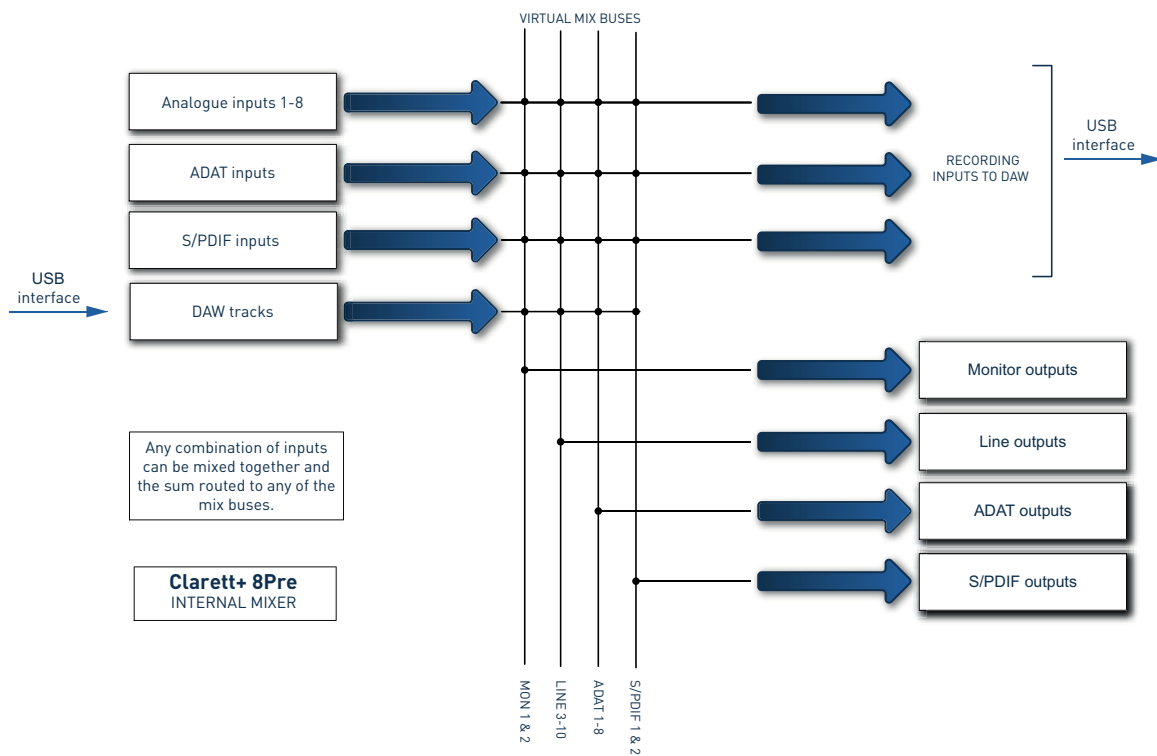 VIRTUAL MIX BUSES
Analogue inputs 1-8
ADAT inputs
S/PDIF inputs
DAW tracks
USB
interface
RECORDING
INPUTS TO DAW
USB
interface
Monitor outputs
Line outputs
ADAT outputs
S/PDIF outputs
Any combination of inputs
can be mixed together and
the sum routed to any of the
mix buses.
Clarett+ 8Pre
INTERNAL MIXER
MON 1 & 2
LINE 3-10
ADAT 1-8
S/PDIF 1 & 2